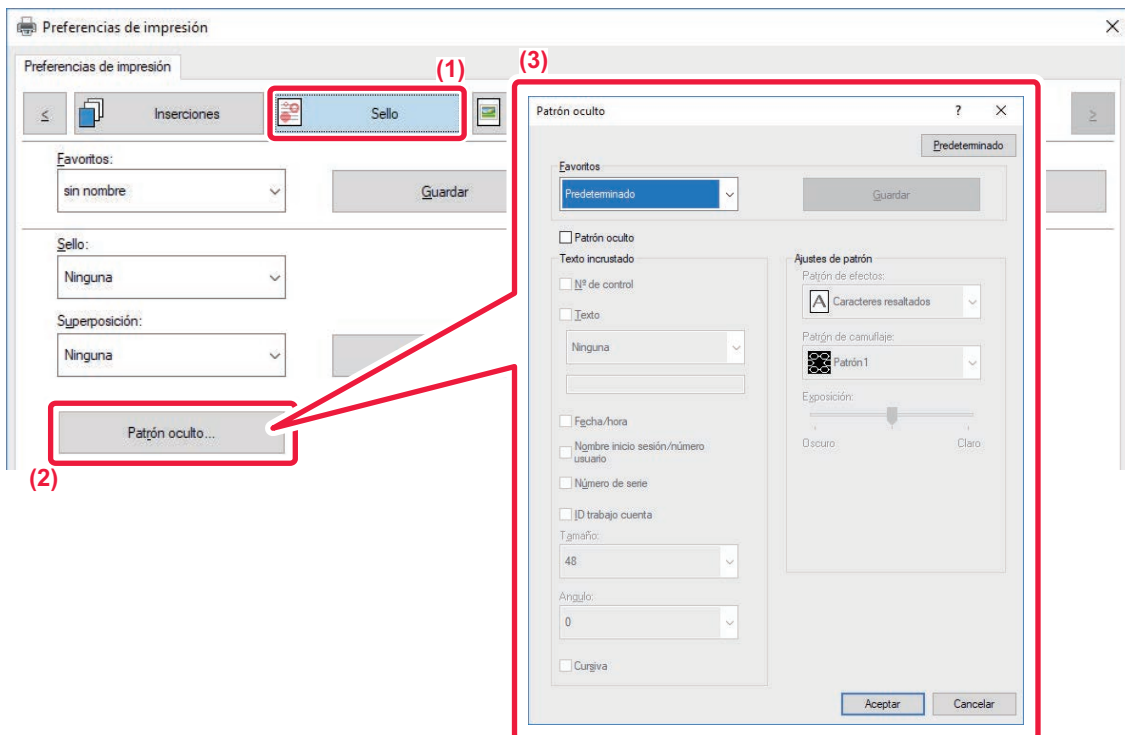 Preferencias de impresión
Preferencias de impresión
(1)
(3)
≤
Inserciones
Sello
≥
Favoritos:
sin nombre
Guardar
Sello:
Ninguna
Superposición:
Ninguna
Patrón oculto...
(2)
Patrón oculto
?
Predeterminado
Favoritos
Predeterminado
Guardar
Patrón oculto
Texto incrustado
Nº de control
Texto
Ninguna
Fecha/hora
Nombre inicio sesión/número
usuario
Número de serie
ID trabajo cuenta
Tamaño:
48
Angulo:
0
Cursiva
Ajustes de patrón
Patrón de efectos:
A
Caracteres resaltados
Patrón de camuflaje:
Patrón1
Exposición:
Oscuro
Claro
Aceptar
Cancelar